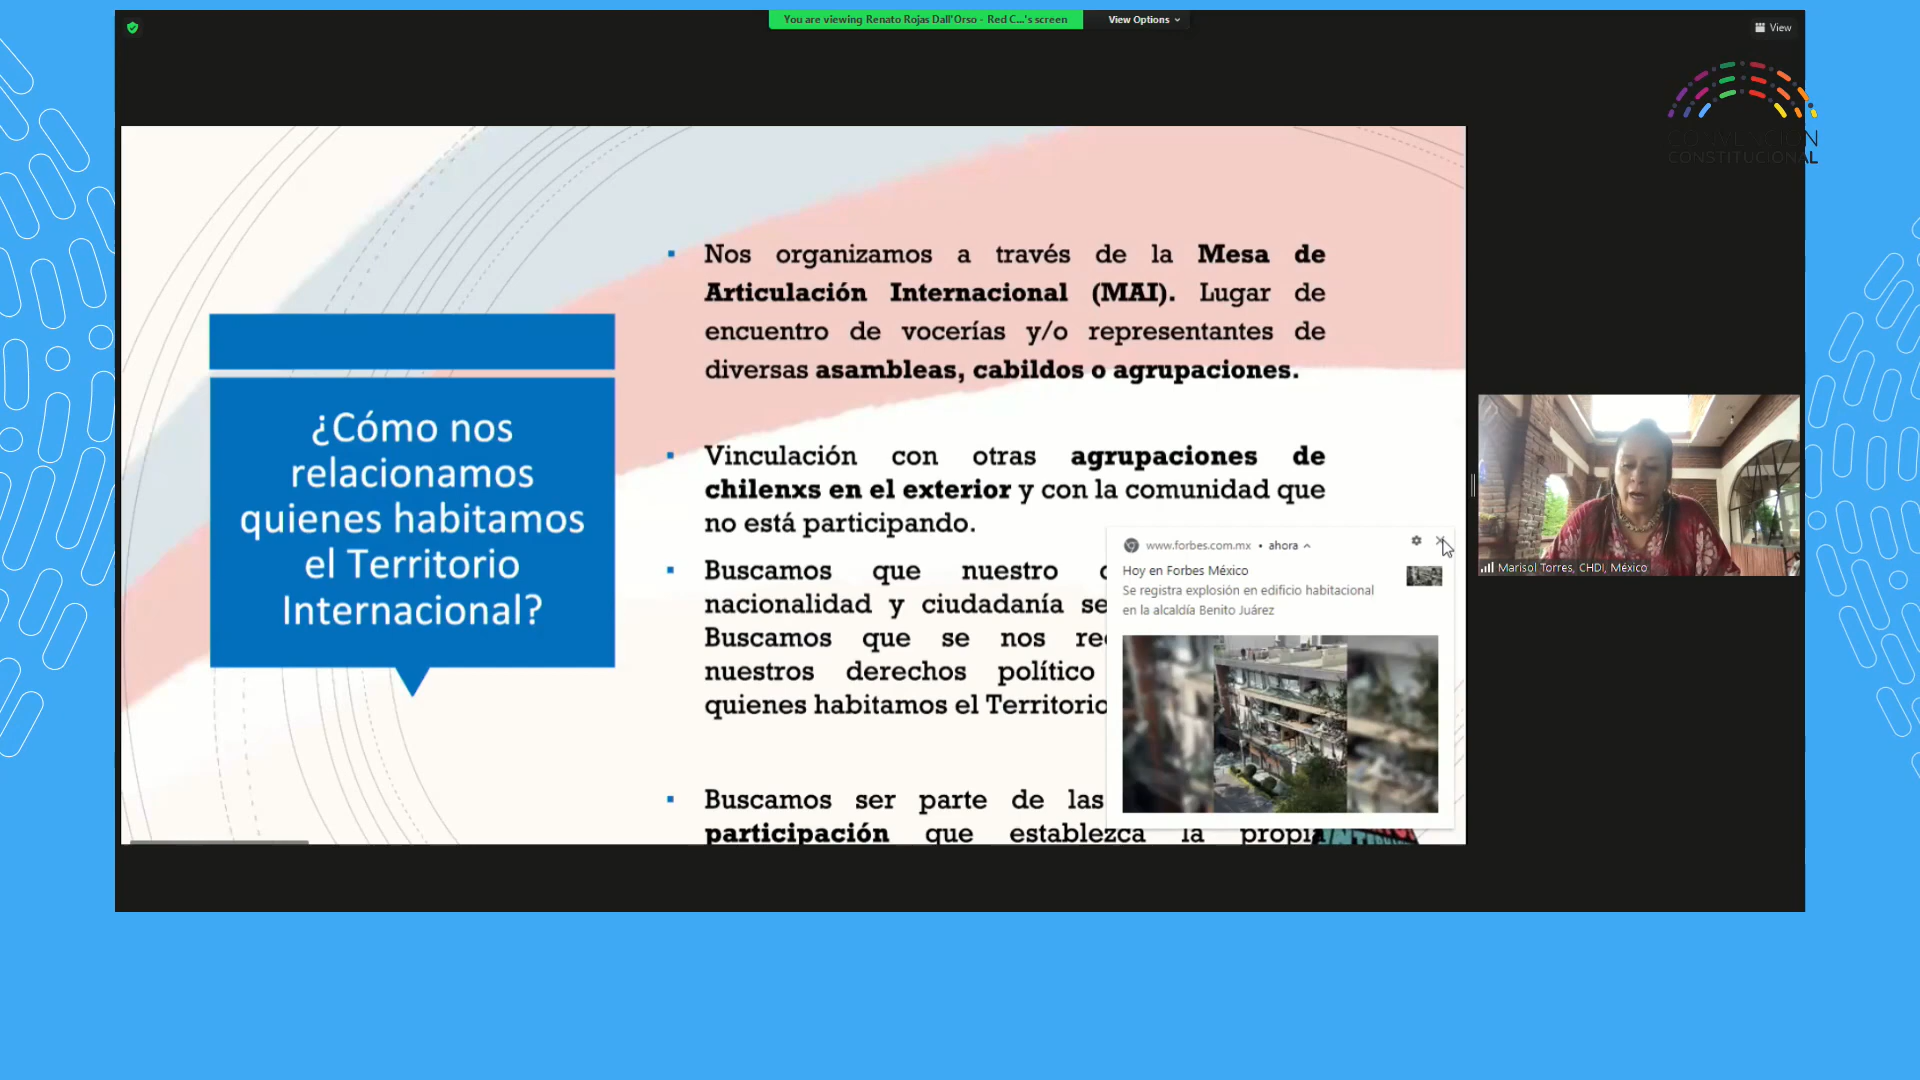 You are viewing Renato Rojas Dall'Orso - Red C...'s screen
View Options
View
CONVENCIÓN
CONSTITUCIONAL
¿Cómo nos
relacionamos
quienes habitamos
el Territorio
Internacional?
Nos organizamos a través de la Mesa de
Articulación Internacional (MAI). Lugar de
encuentro de vocerías y/o representantes de
diversas asambleas, cabildos o agrupaciones.
Vinculación con otras agrupaciones de
chilenxs en el exterior y con la comunidad que
no está participando.
Buscamos que nuestro
nacionalidad y ciudadanía
Buscamos que se nos
nuestros derechos político
quienes habitamos el Territorio
Buscamos ser parte de las
participación que establezca la propia
www.forbes.com.mx • ahora
Hoy en Forbes México
Se registra explosión en edificio habitacional
en la alcaldía Benito Juárez
Marisol Torres, CHDI, México